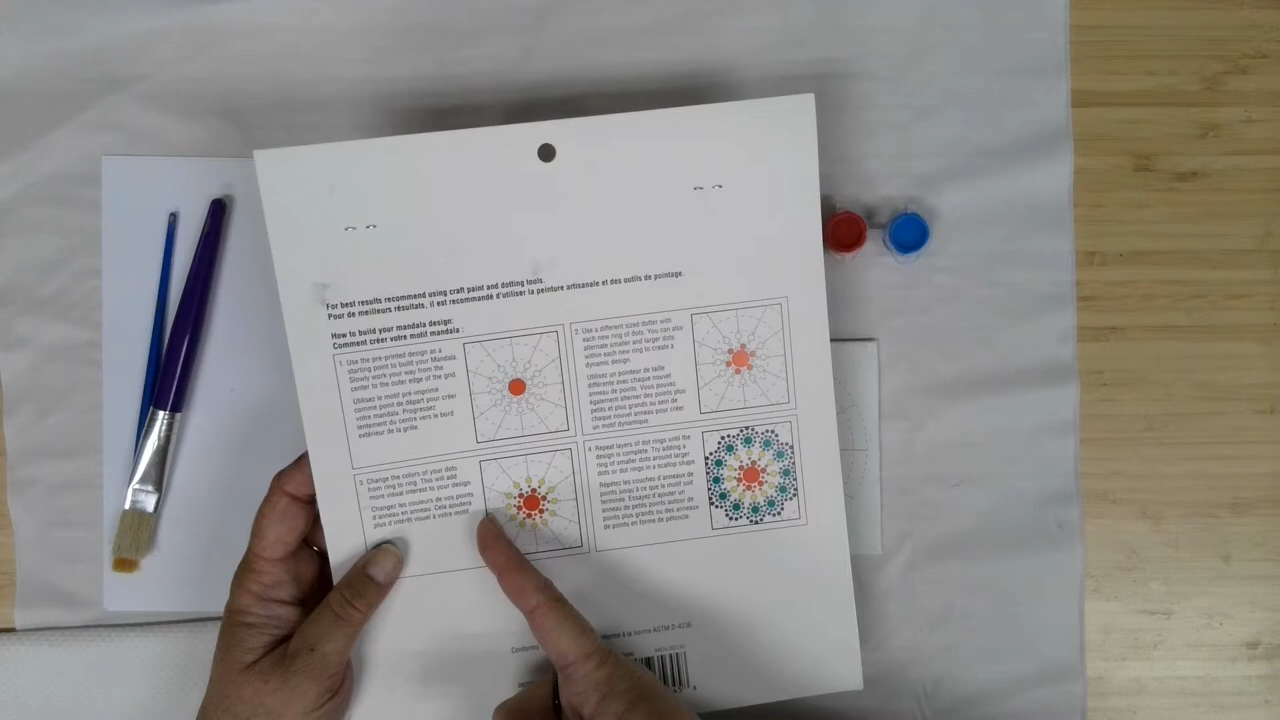 For best results recommend using craft paint and dotting tools.
Pour de meilleurs résultats, il est recommandé d'utiliser la peinture artisanale et des outils de pointage.
How to build your mandala design:
Comment créer votre motif mandala :
1. Use the pre-printed design as a
starting point to build your Mandala.
Slowly work your way from the
center to the outer edge of the grid.
Utilisez le motif pré-imprimé
comme point de départ pour créer
votre mandala. Progressez
lentement du centre vers le bord
extérieur de la grille.
2. Use a different sized dotter with
each new ring of dots. You can also
alternate smaller and larger dots
within each new ring to create a
dynamic design.
Utilisez un pointeur de taille
différente avec chaque nouvel
anneau de points. Vous pouvez
également alterner des points plus
petits et plus grands au sein de
chaque nouvel anneau pour créer
un motif dynamique.
3. Change the colors of your dots
from ring to ring. This will add
more visual interest to your design.
Changez les couleurs de vos points
d'anneau en anneau. Cela ajoutera
plus d'intérêt visuel à votre motif.
4. Repeat layers of dot rings until the
design is complete. Try adding a
ring of smaller dots around larger
dots or dot rings in a scallop shape.
Répétez les couches d'anneaux de
points jusqu'à ce que le motif soit
terminé. Essayez d'ajouter un
anneau de petits points autour de
points plus grands ou des anneaux
de points en forme de pétoncle.
Conforms
à la norme ASTM D-4236